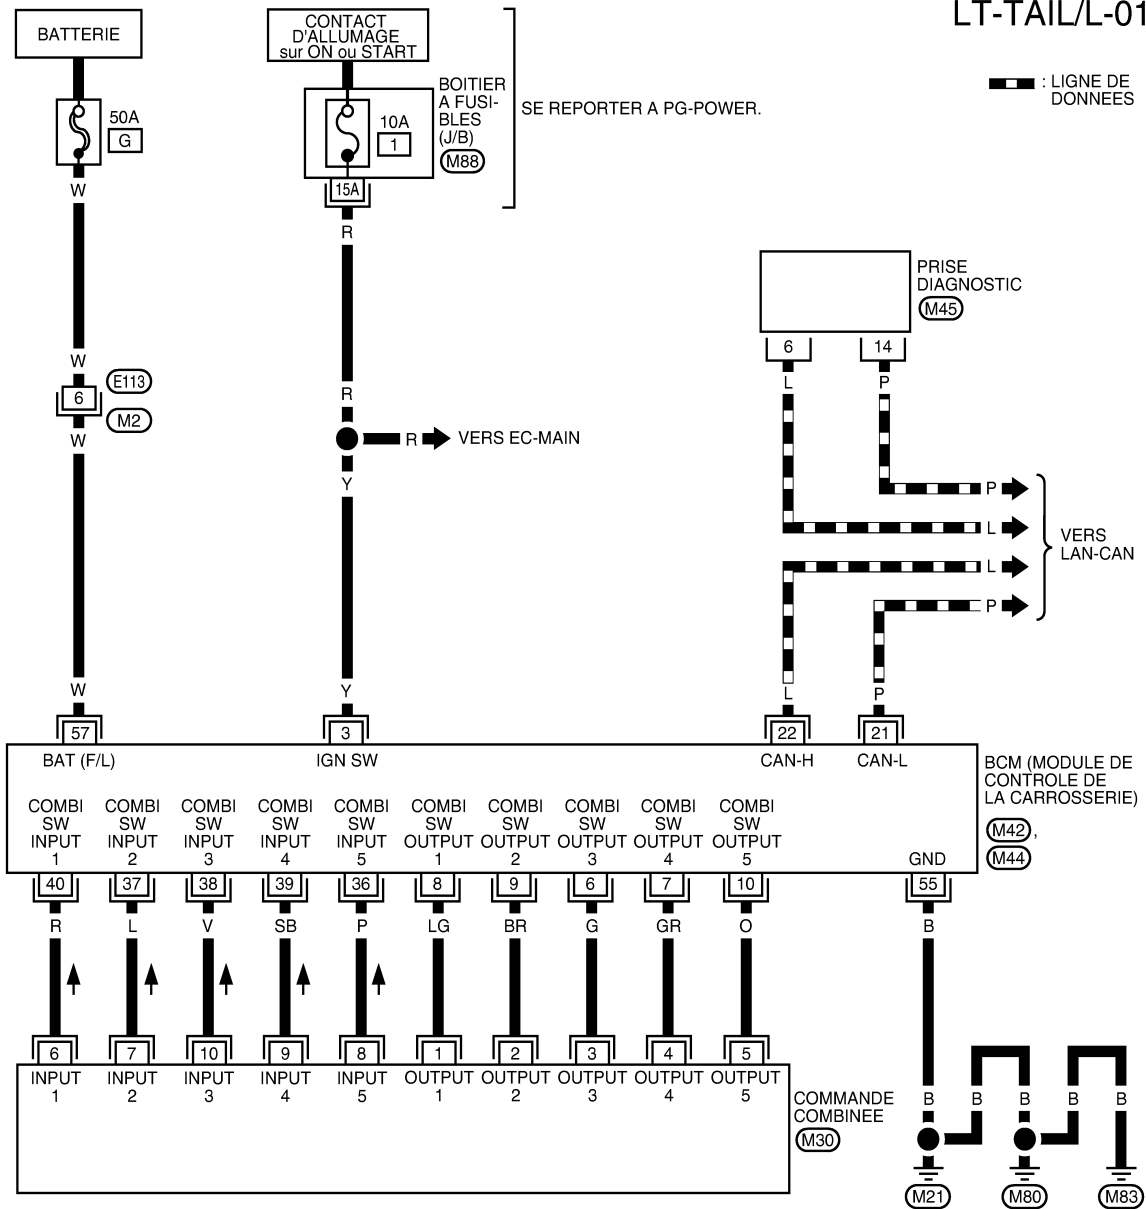 LT-TAIL/L-01
BATTERIE
CONTACT
D'ALLUMAGE
sur ON ou START
: LIGNE DE
DONNEES
50A
G
10A
1
BOITIER
A FUSI-
BLES
(J/B)
M88
SE REPORTER A PG-POWER.
15A
W
R
PRISE
DIAGNOSTIC
M45
6
14
W
L
P
R
6
E113
M2
W
R
VERS EC-MAIN
Y
P
L
L
P
VERS
LAN-CAN
W
Y
L
P
57
3
22
21
BAT (F/L)
IGN SW
CAN-H
CAN-L
BCM (MODULE DE
CONTROLE DE
LA CARROSSERIE)
M42 ,
M44
COMBI
SW
INPUT
1
COMBI
SW
INPUT
2
COMBI
SW
INPUT
3
COMBI
SW
INPUT
4
COMBI
SW
INPUT
5
COMBI
SW
OUTPUT
1
COMBI
SW
OUTPUT
2
COMBI
SW
OUTPUT
3
COMBI
SW
OUTPUT
4
COMBI
SW
OUTPUT
5
GND
40 37 38 39 36 8 9 6 7 10 55
R L V SB P LG BR G GR O B
6 7 10 9 8 1 2 3 4 5
INPUT
1
INPUT
2
INPUT
3
INPUT
4
INPUT
5
OUTPUT
1
OUTPUT
2
OUTPUT
3
OUTPUT
4
OUTPUT
5
COMMANDE
COMBINEE
M30
B B B B B
M21 M80 M83